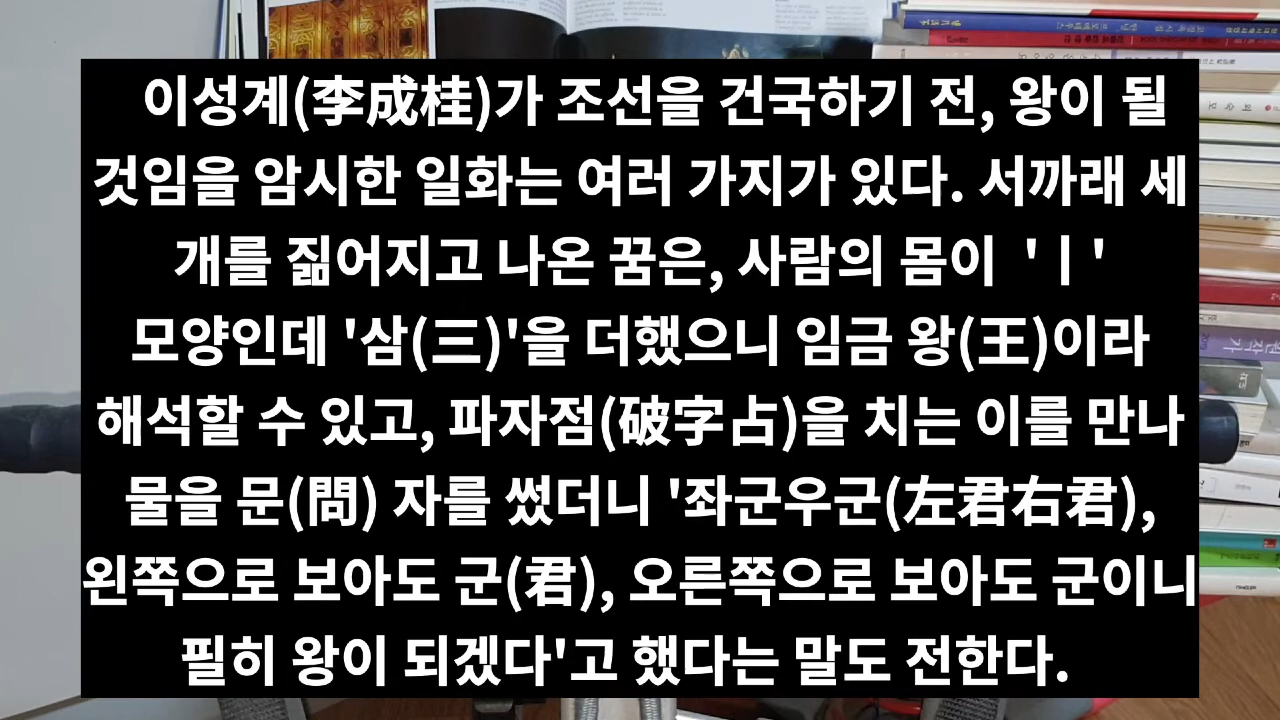 이성계(李成桂)가 조선을 건국하기 전, 왕이 될
것임을 암시한 일화는 여러 가지가 있다. 서까래 세
개를 짊어지고 나온 꿈은, 사람의 몸이 'ㅣ'
모양인데 '삼(三)'을 더했으니 임금 왕(王)이라
해석할 수 있고, 파자점(破字占)을 치는 이를 만나
물을 문(問) 자를 썼더니 '좌군우군(左君右君),
왼쪽으로 보아도 군(君), 오른쪽으로 보아도 군이니
필히 왕이 되겠다'고 했다는 말도 전한다.